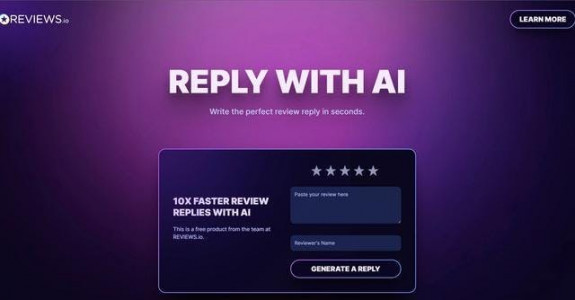 REVIEWS.io
LEARN MORE
REPLY WITH AI
Write the perfect review reply in seconds.
10X FASTER REVIEW
REPLIES WITH AI
This is a free product from the team at
REVIEWS.io.
Paste your review here
Reviewer's Name
GENERATE A REPLY